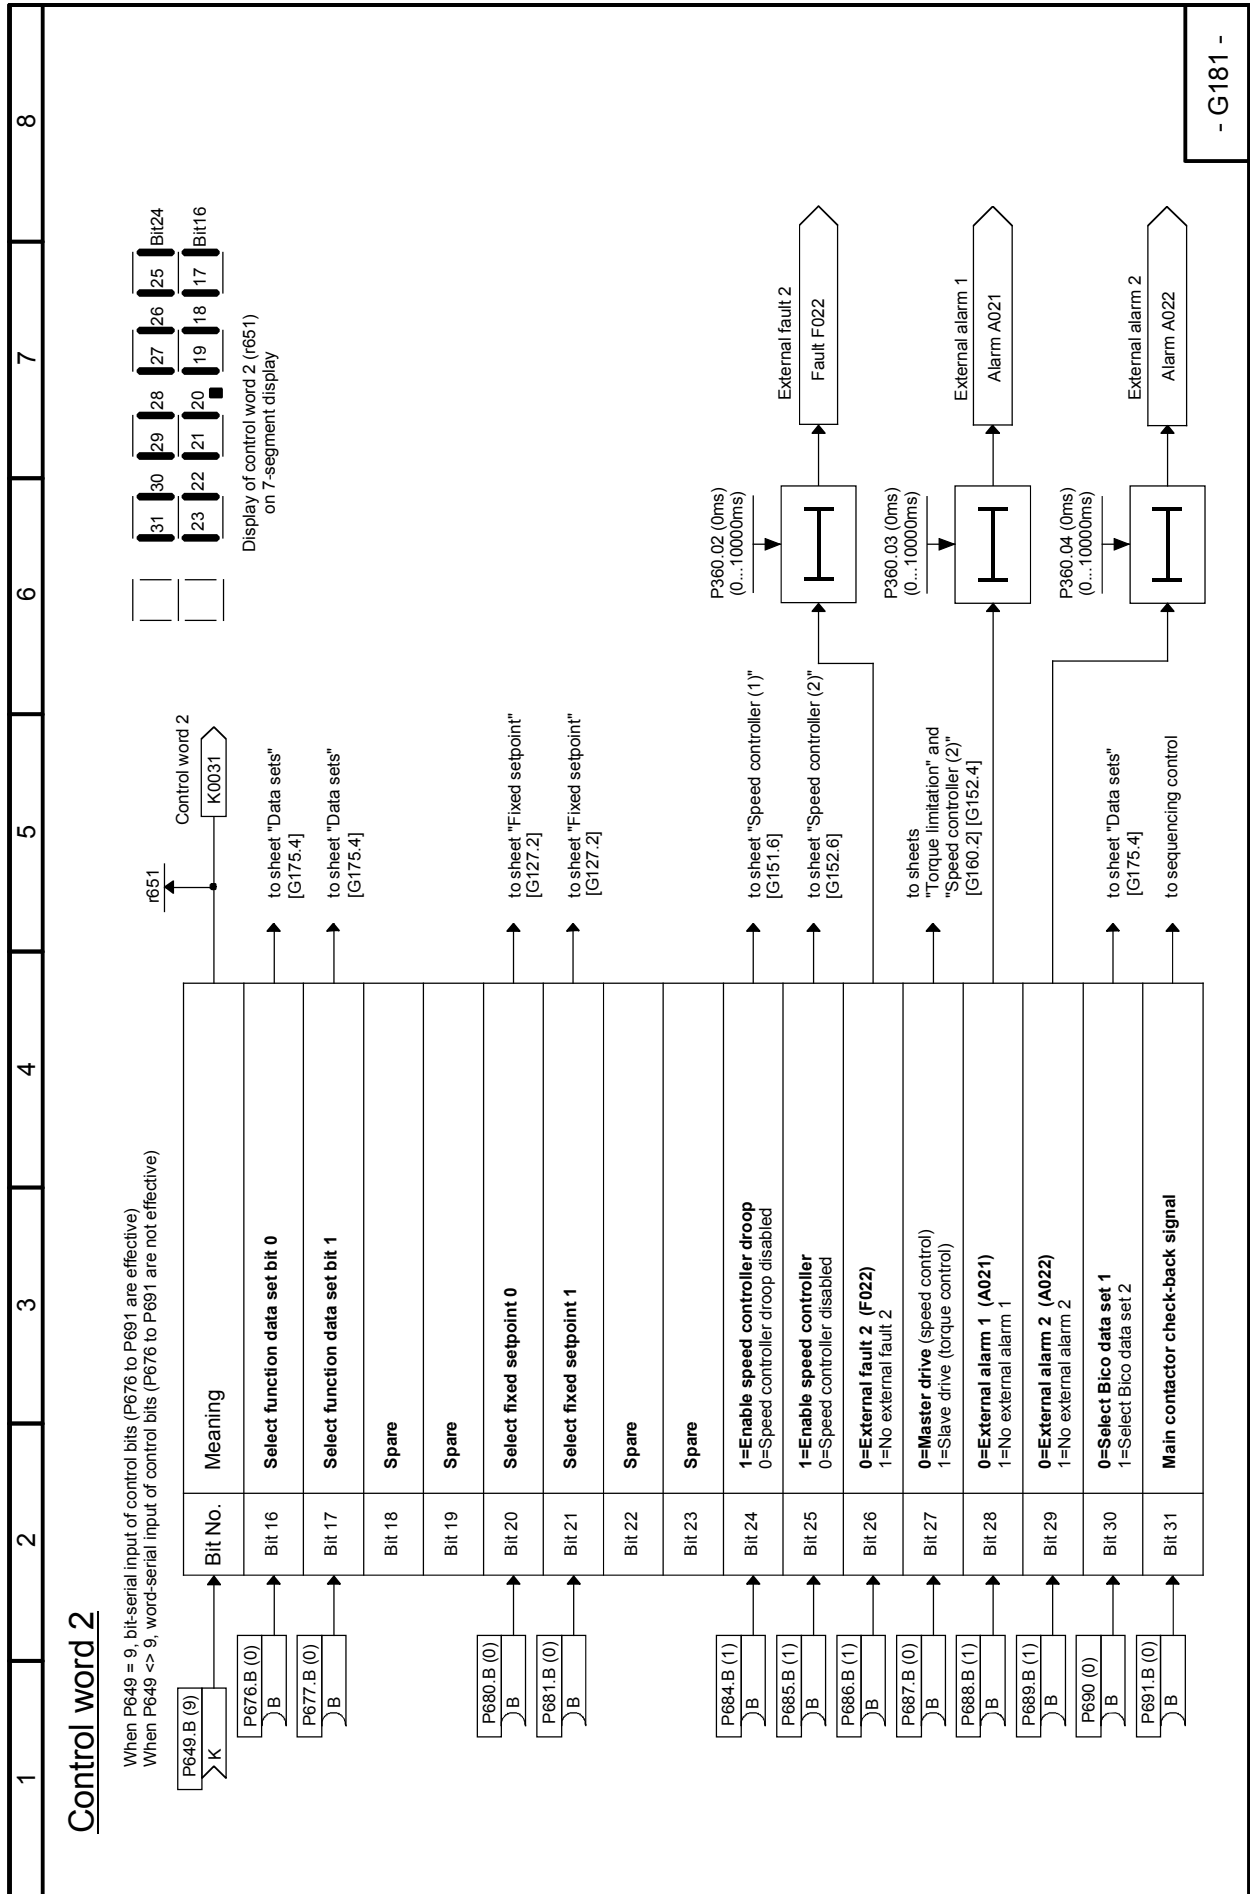 1 2 3 4 5 6 7 8
Control word 2
When P649 = 9, bit-serial input of control bits (P676 to P691 are effective)
When P649 <> 9, word-serial input of control bits (P676 to P691 are not effective)
P649.B (9)
K
Bit No. Meaning
r651
Control word 2
K0031
31 30 29 28 27 26 25 Bit24
23 22 21 20 19 18 17 Bit16
Display of control word 2 (r651)
on 7-segment display
P676.B (0)
B
Bit 16 Select function data set bit 0
to sheet "Data sets"
[G175.4]
P677.B (0)
B
Bit 17 Select function data set bit 1
to sheet "Data sets"
[G175.4]
Bit 18 Spare
Bit 19 Spare
P680.B (0)
B
Bit 20 Select fixed setpoint 0
to sheet "Fixed setpoint"
[G127.2]
P681.B (0)
B
Bit 21 Select fixed setpoint 1
to sheet "Fixed setpoint"
[G127.2]
Bit 22 Spare
Bit 23 Spare
P684.B (1)
B
Bit 24 1=Enable speed controller droop
0=Speed controller droop disabled
to sheet "Speed controller (1)"
[G151.6]
P685.B (1)
B
Bit 25 1=Enable speed controller
0=Speed controller disabled
to sheet "Speed controller (2)"
[G152.6]
P686.B (1)
B
Bit 26 0=External fault 2 (F022)
1=No external fault 2
P360.02 (0ms)
(0...10000ms)
External fault 2
Fault F022
P687.B (0)
B
Bit 27 0=Master drive (speed control)
1=Slave drive (torque control)
to sheets
"Torque limitation" and
"Speed controller (2)"
[G160.2] [G152.4]
P688.B (1)
B
Bit 28 0=External alarm 1 (A021)
1=No external alarm 1
P360.03 (0ms)
(0...10000ms)
External alarm 1
Alarm A021
P689.B (1)
B
Bit 29 0=External alarm 2 (A022)
1=No external alarm 2
P360.04 (0ms)
(0...10000ms)
External alarm 2
Alarm A022
P690 (0)
B
Bit 30 0=Select Bico data set 1
1=Select Bico data set 2
to sheet "Data sets"
[G175.4]
P691.B (0)
B
Bit 31 Main contactor check-back signal
to sequencing control
- G181 -